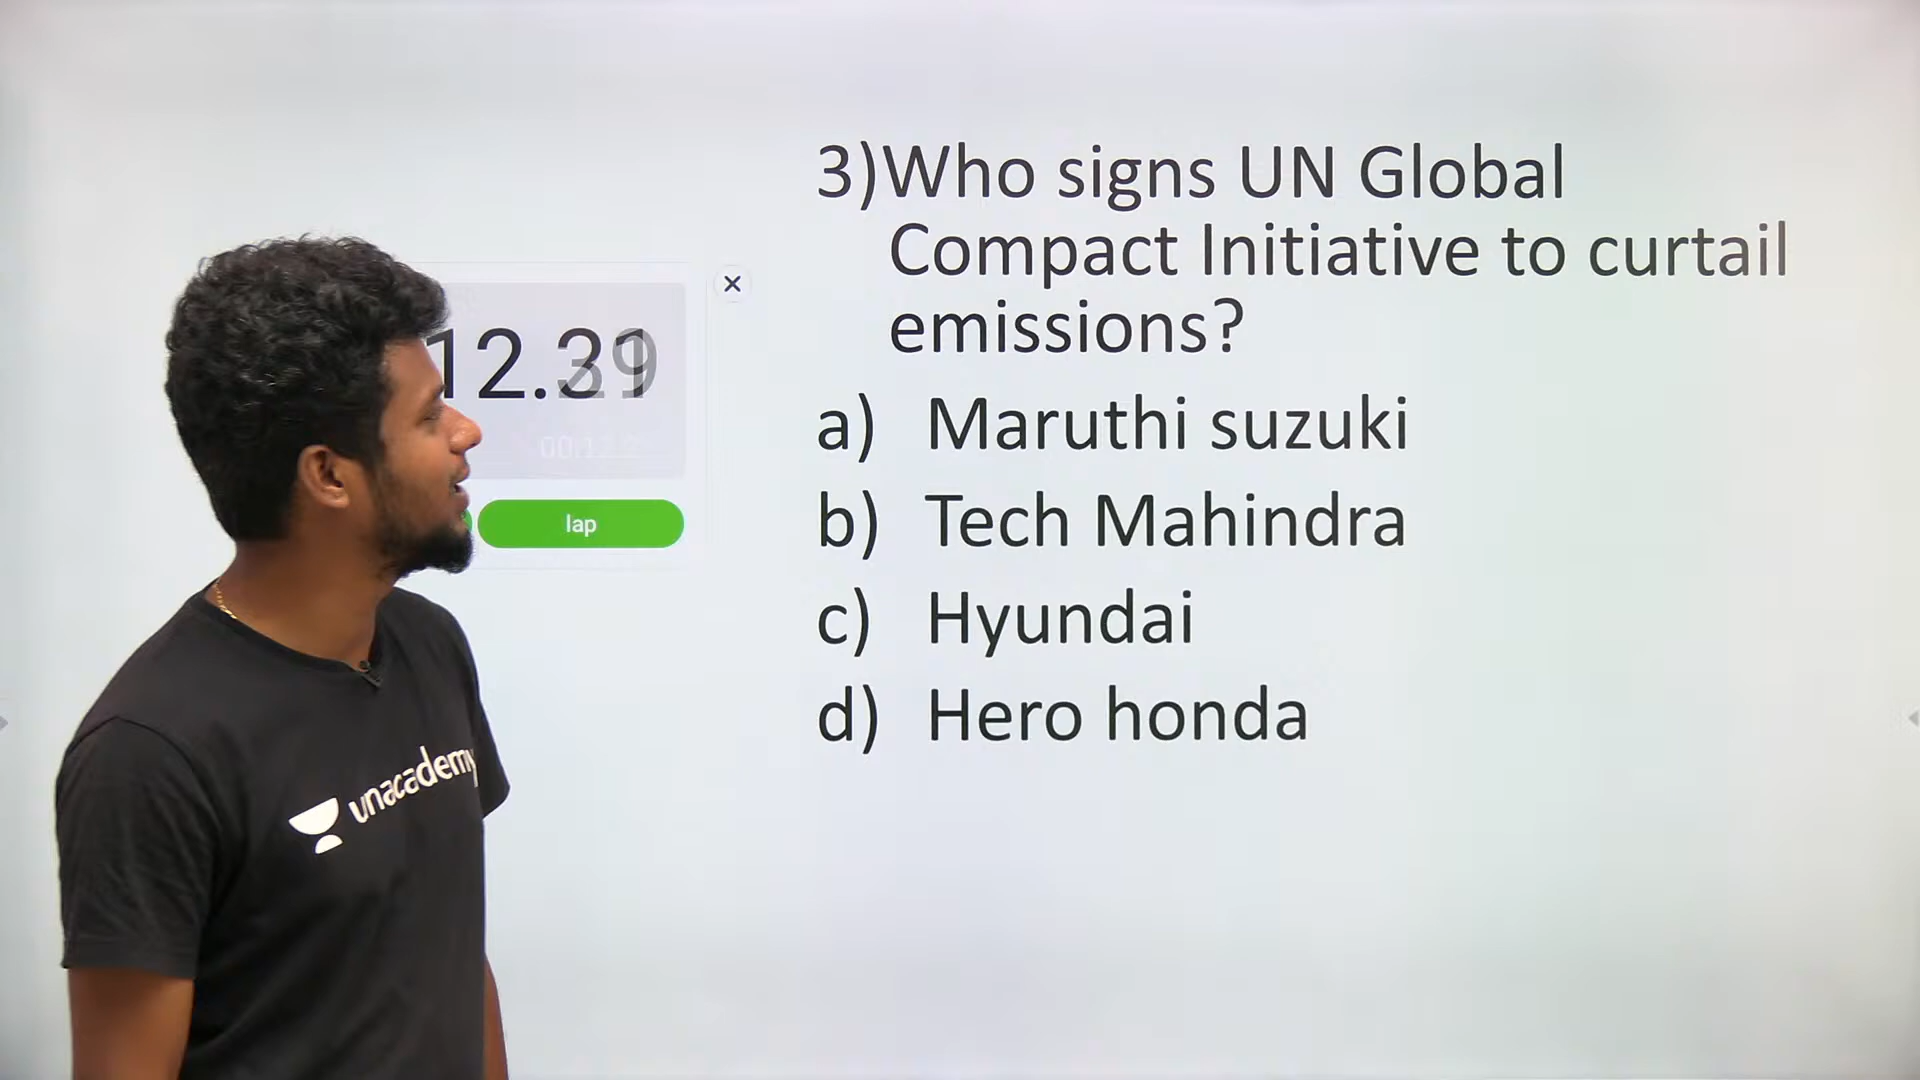 3)Who signs UN Global
Compact Initiative to curtail
emissions?
12.
a) Maruthi suzuki
lap
b) Tech Mahindra
c) Hyundai
d) Hero honda
unacademy